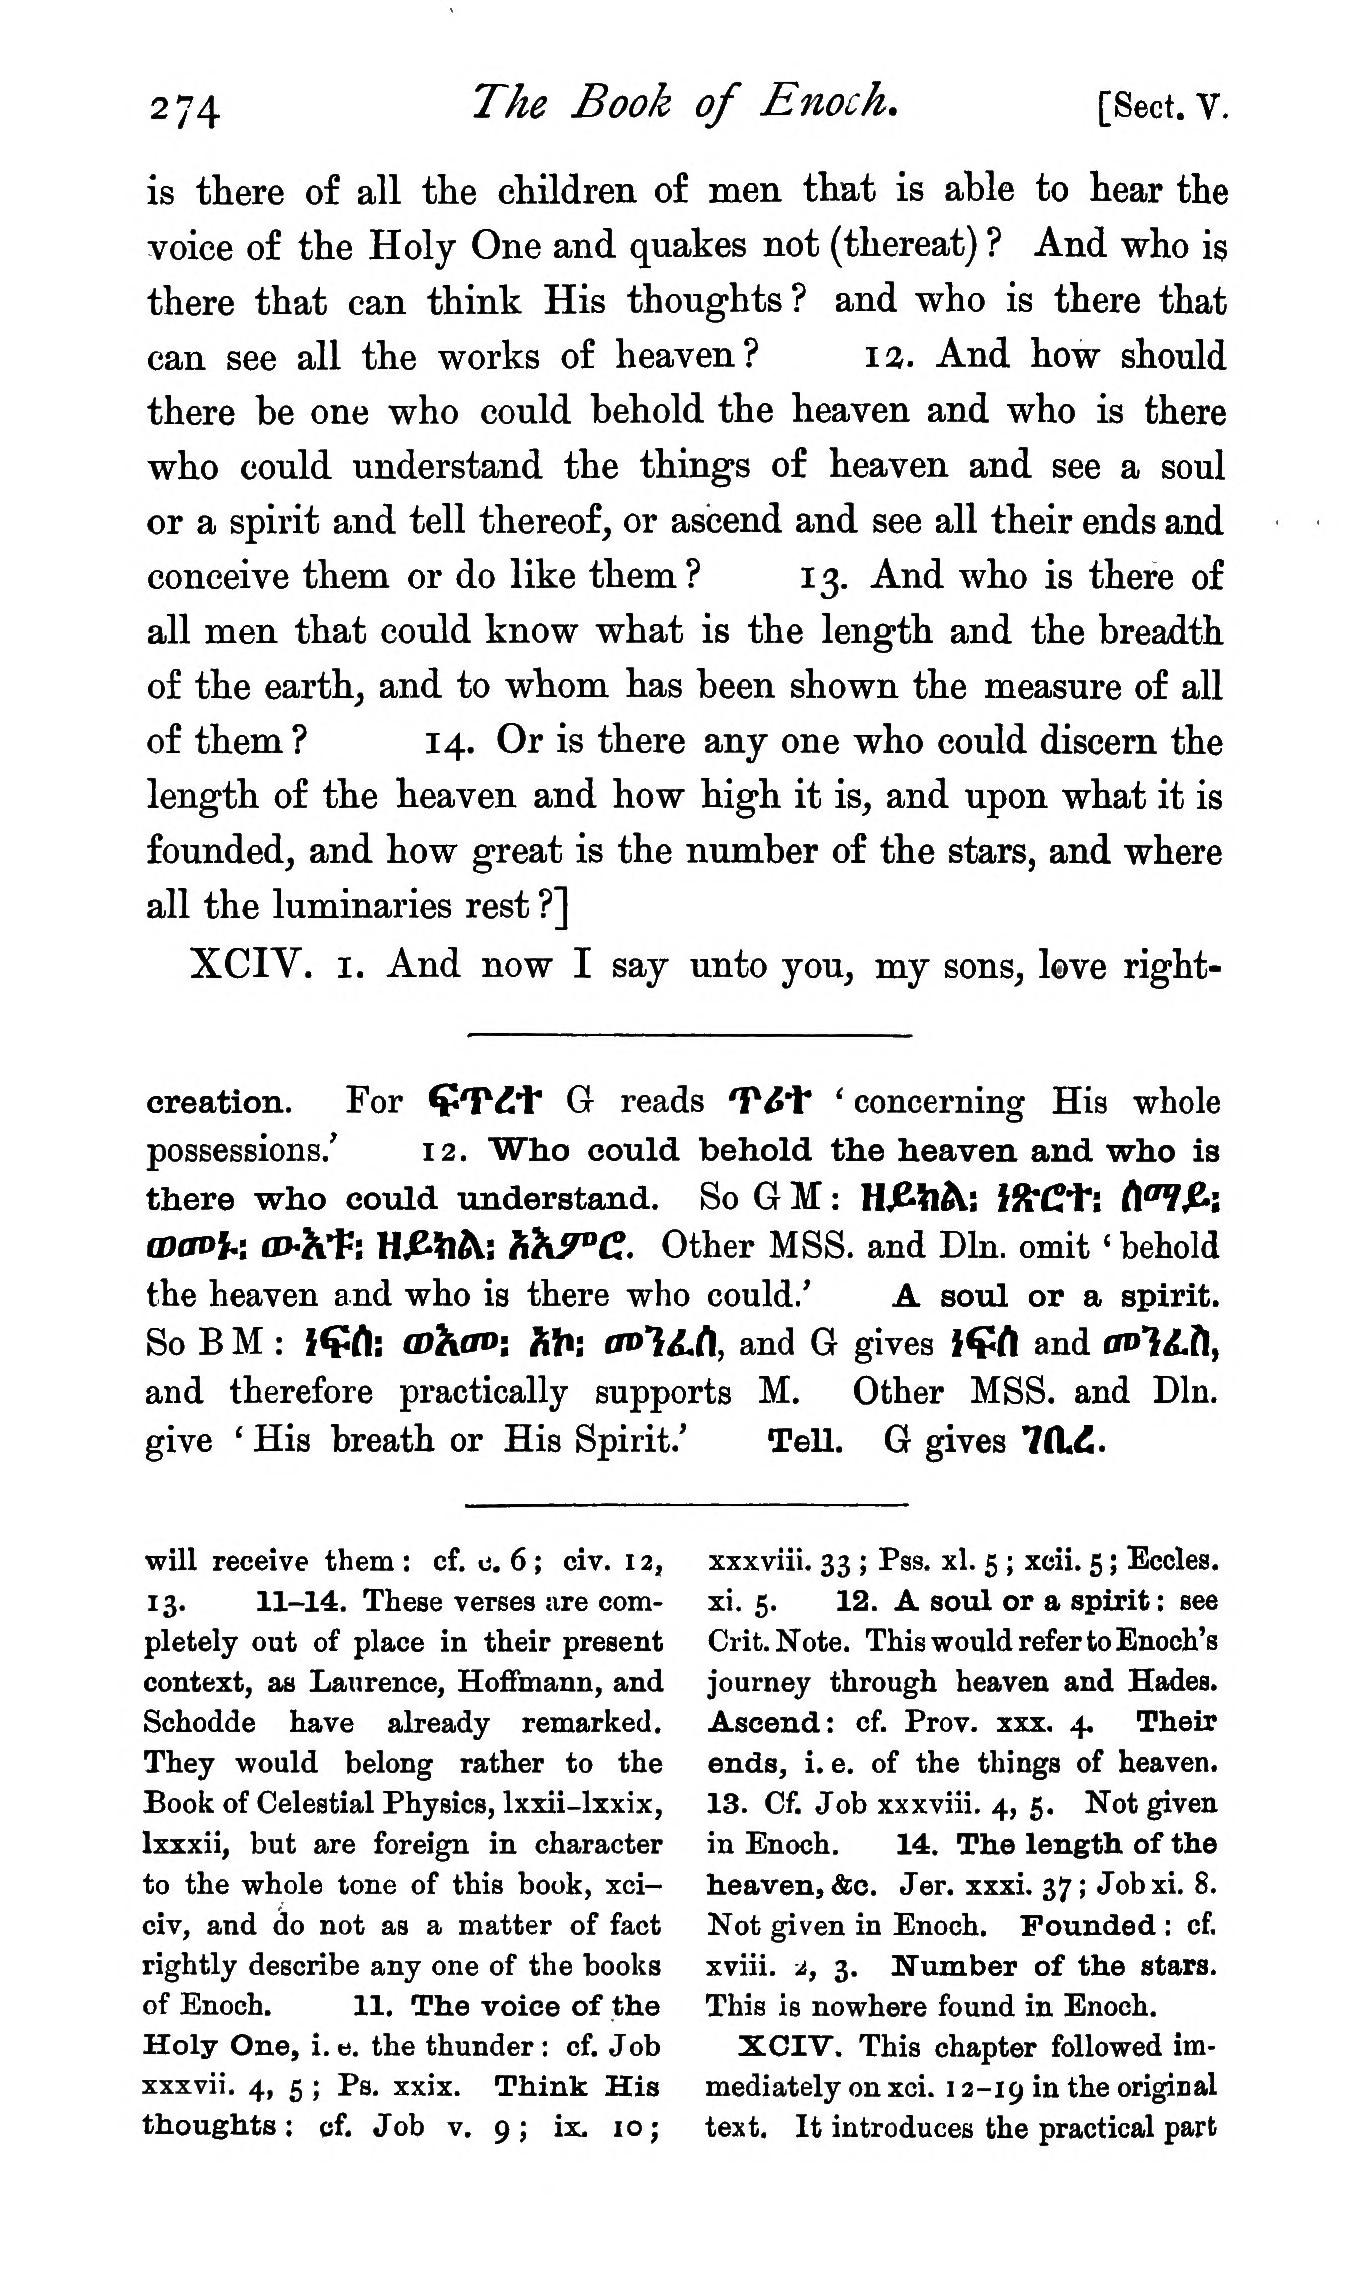 274 The Book of Enoch. [Sect. V.
is there of all the children of men that is able to hear the
voice of the Holy One and quakes not (thereat)? And who is
there that can think His thoughts? and who is there that
can see all the works of heaven? 12. And how should
there be one who could behold the heaven and who is there
who could understand the things of heaven and see a soul
or a spirit and tell thereof, or ascend and see all their ends and
conceive them or do like them? 13. And who is there of
all men that could know what is the length and the breadth
of the earth, and to whom has been shown the measure of all
of them? 14. Or is there any one who could discern the
length of the heaven and how high it is, and upon what it is
founded, and how great is the number of the stars, and where
all the luminaries rest?]
XCIV. 1. And now I say unto you, my sons, love right-
creation. For ፍጥረተ G reads ጥሪተ ‘concerning His whole
possessions.’ 12. Who could behold the heaven and who is
there who could understand. So G M: ዘይክል፡ ነጽሮተ፡ ሰማይ፡
ወመኑ፡ ውእቱ፡ ዘይክል፡ አእምሮ. Other MSS. and Dln. omit ‘behold
the heaven and who is there who could.’ A soul or a spirit.
So B M: ነፍሰ፡ ወእመ፡ አኮ፡ መንፈሰ, and G gives ነፍስ and መንፈስ,
and therefore practically supports M. Other MSS. and Dln.
give ‘His breath or His Spirit.’ Tell. G gives ገቢረ.
will receive them: cf. c. 6; civ. 12,
13. 11–14. These verses are com-
pletely out of place in their present
context, as Laurence, Hoffmann, and
Schodde have already remarked.
They would belong rather to the
Book of Celestial Physics, lxxii–lxxix,
lxxxii, but are foreign in character
to the whole tone of this book, xci–
civ, and do not as a matter of fact
rightly describe any one of the books
of Enoch. 11. The voice of the
Holy One, i. e. the thunder: cf. Job
xxxvii. 4, 5; Ps. xxix. Think His
thoughts: cf. Job v. 9; ix. 10;
xxxviii. 33; Pss. xl. 5; xcii. 5; Eccles.
xi. 5. 12. A soul or a spirit: see
Crit. Note. This would refer to Enoch’s
journey through heaven and Hades.
Ascend: cf. Prov. xxx. 4. Their
ends, i. e. of the things of heaven.
13. Cf. Job xxxviii. 4, 5. Not given
in Enoch. 14. The length of the
heaven, &c. Jer. xxxi. 37; Job xi. 8.
Not given in Enoch. Founded: cf.
xviii. 2, 3. Number of the stars.
This is nowhere found in Enoch.
XCIV. This chapter followed im-
mediately on xci. 12–19 in the original
text. It introduces the practical part